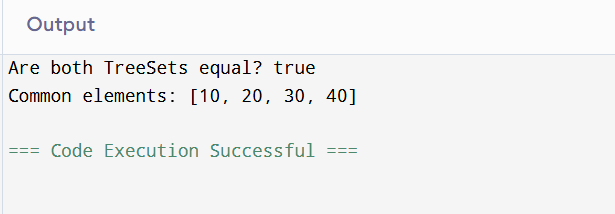 Output
Are both TreeSets equal? true
Common elements: [10, 20, 30, 40]
=== Code Execution Successful ===